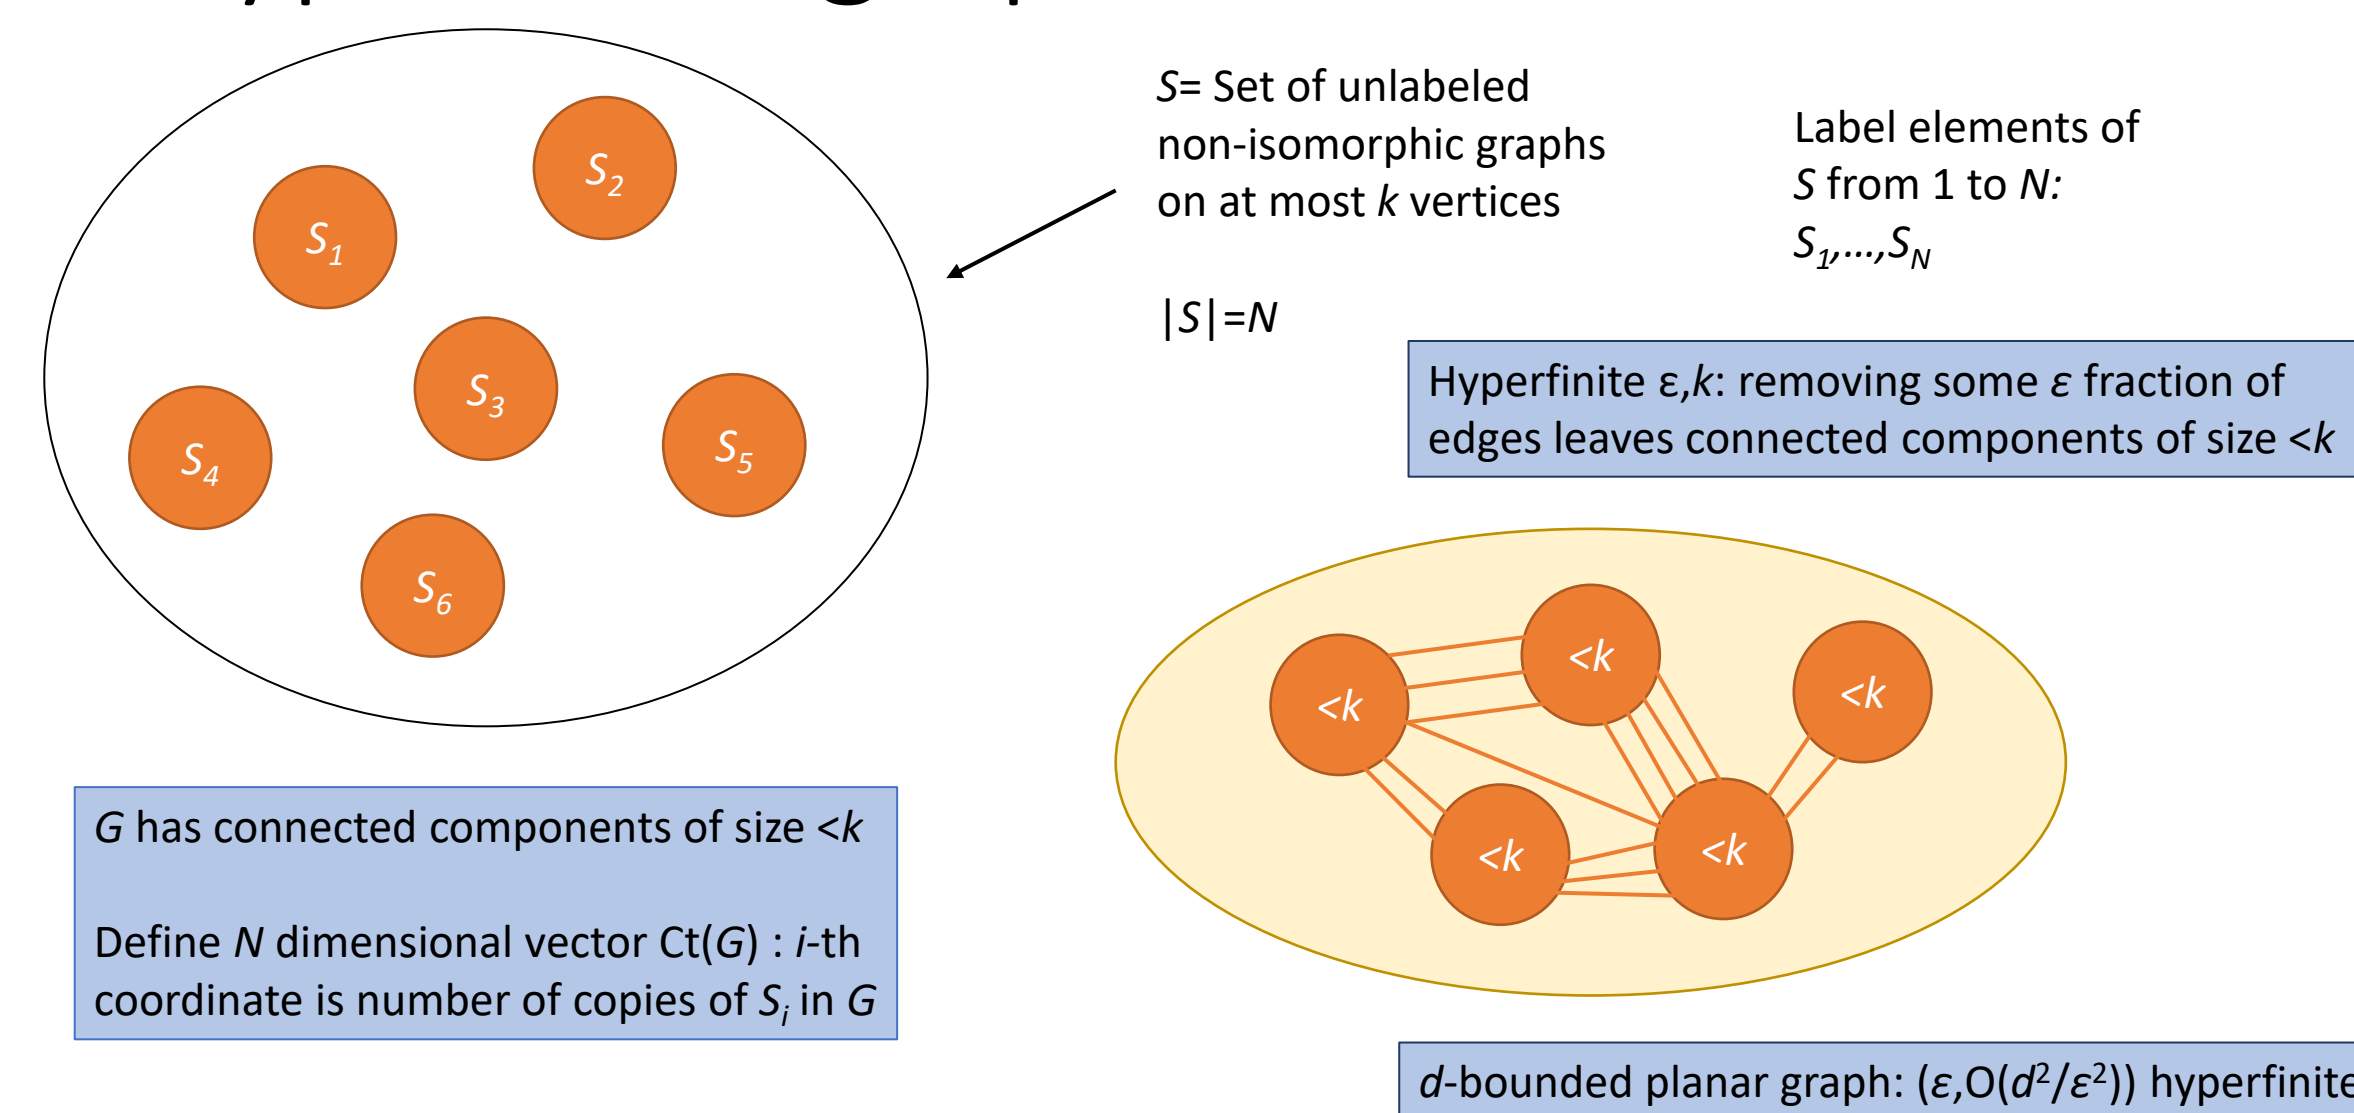 S= Set of unlabeled
non-isomorphic graphs
on at most k vertices
|S|=N
Label elements of
S from 1 to N:
S₁,...,S_N
S₁
S₂
S₃
S₄
S₅
S₆
Hyperfinite ε,k: removing some ε fraction of
edges leaves connected components of size <k
<k
<k
<k
<k
<k
G has connected components of size <k
Define N dimensional vector Ct(G) : i-th
coordinate is number of copies of Sᵢ in G
d-bounded planar graph: (ε,O(d²/ε²)) hyperfinite